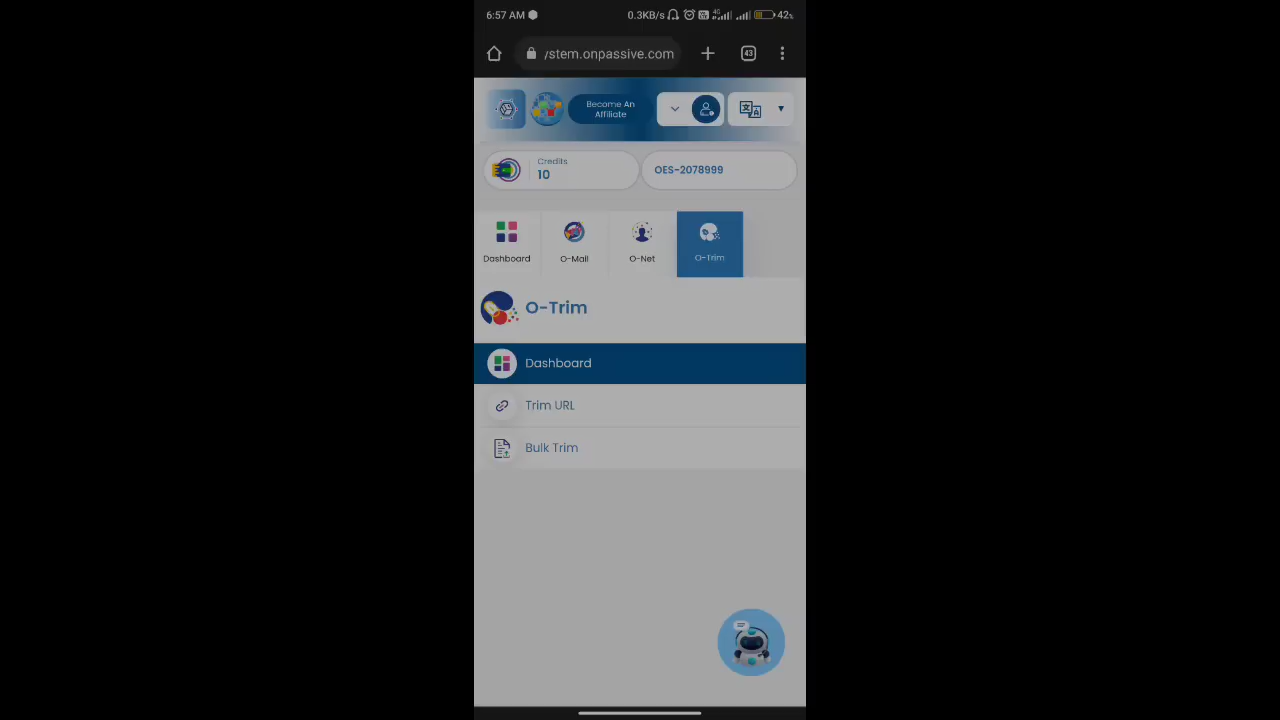 6:57 AM
0.3KB/s 4G 42%
/stem.onpassive.com 43
Become An
Affiliate
Credits
10
OES-2078999
Dashboard O-Mail O-Net O-Trim
O-Trim
Dashboard
Trim URL
Bulk Trim